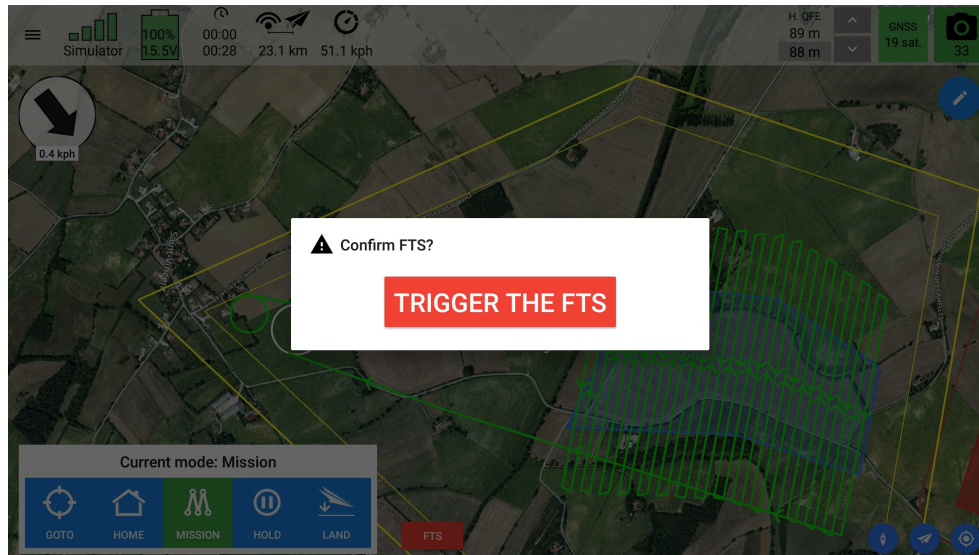 Simulator
100%
15.5V
00:00
00:28
23.1 km
51.1 kph
H. QFE
89 m
88 m
GNSS
19 sat.
33
0.4 kph
Confirm FTS?
TRIGGER THE FTS
Current mode: Mission
GOTO
HOME
MISSION
HOLD
LAND
FTS